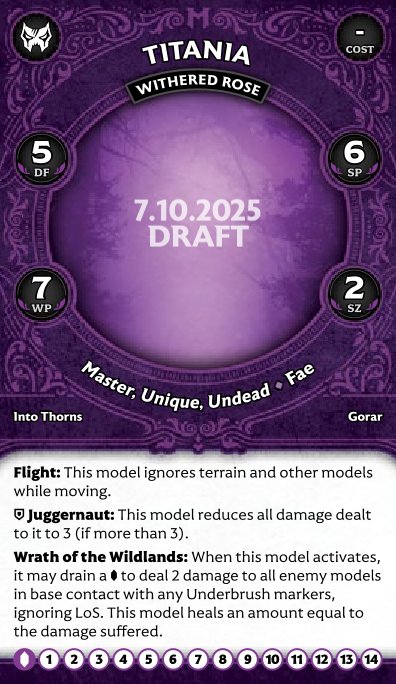 -
COST
TITANIA
WITHERED ROSE
5
DF
6
SP
7.10.2025
DRAFT
7
WP
2
SZ
Master, Unique, Undead ♦ Fae
Into Thorns
Gorar
Flight: This model ignores terrain and other models
while moving.
Juggernaut: This model reduces all damage dealt
to it to 3 (if more than 3).
Wrath of the Wildlands: When this model activates,
it may drain a to deal 2 damage to all enemy models
in base contact with any Underbrush markers,
ignoring LoS. This model heals an amount equal to
the damage suffered.
1 2 3 4 5 6 7 8 9 10 11 12 13 14